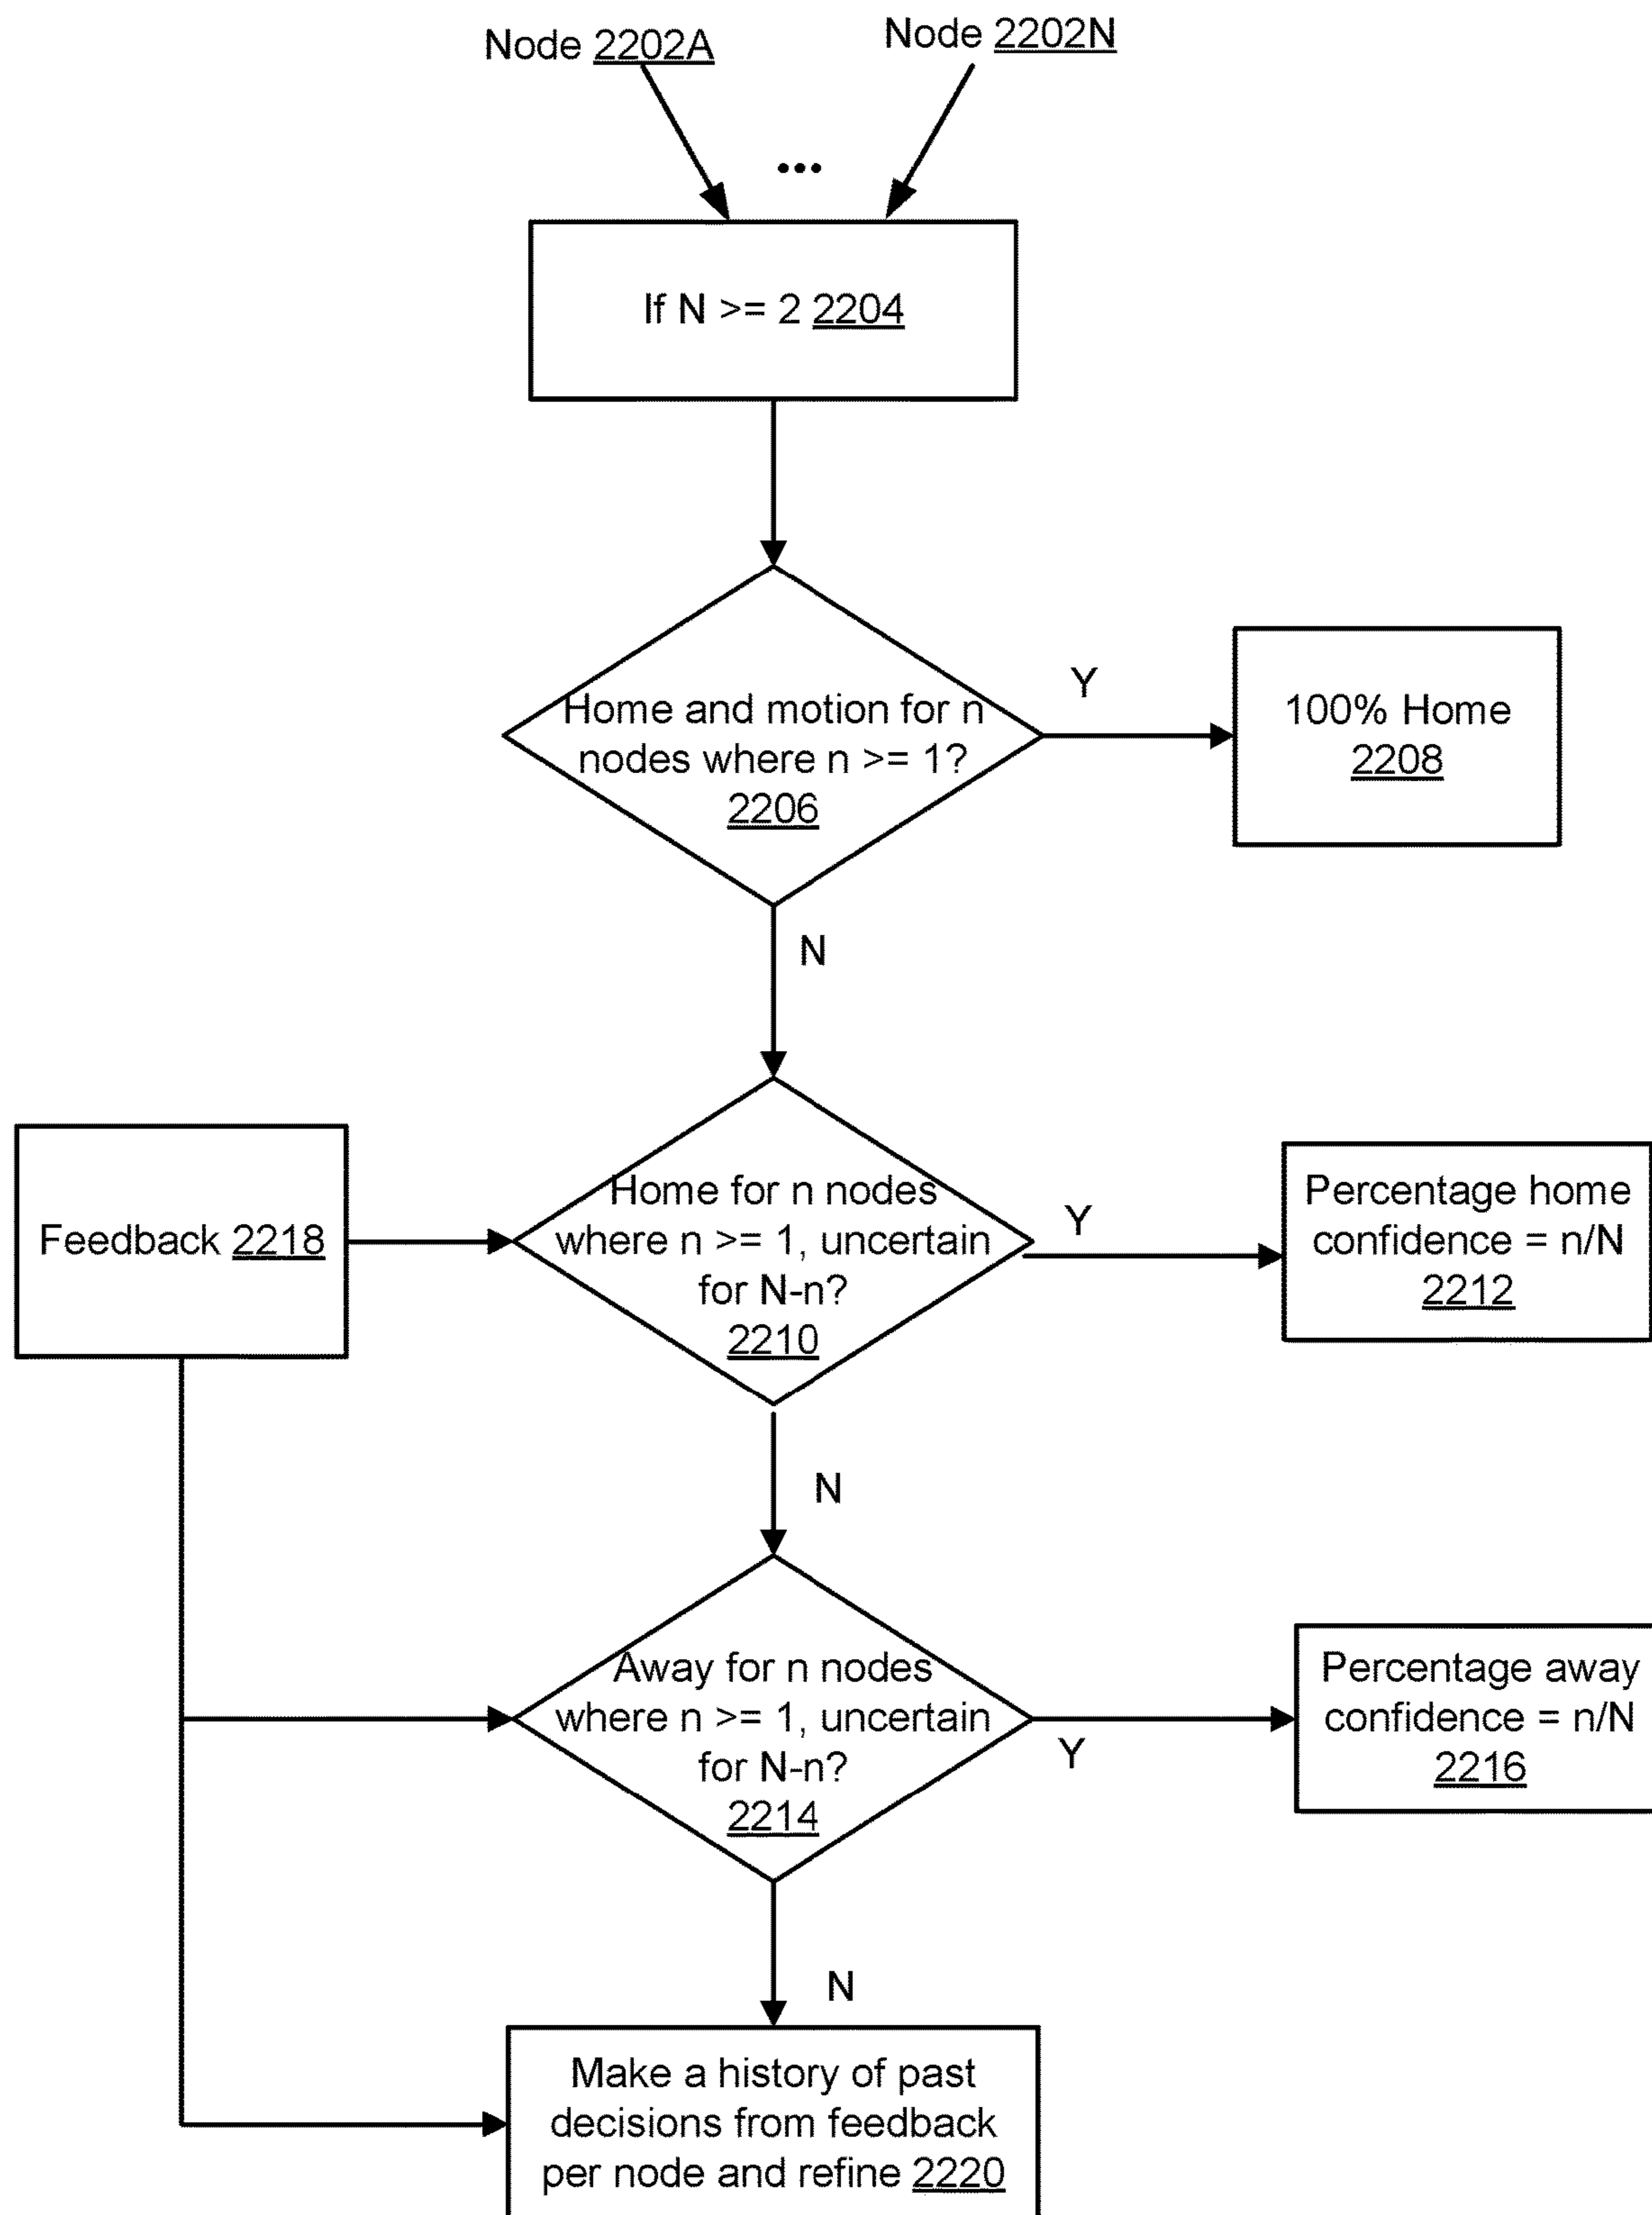 Node 2202A
Node 2202N
...
If N >= 2 2204
Home and motion for n
nodes where n >= 1?
2206
Y
100% Home
2208
N
Feedback 2218
Home for n nodes
where n >= 1, uncertain
for N-n?
2210
Y
Percentage home
confidence = n/N
2212
N
Away for n nodes
where n >= 1, uncertain
for N-n?
2214
Y
Percentage away
confidence = n/N
2216
N
Make a history of past
decisions from feedback
per node and refine 2220